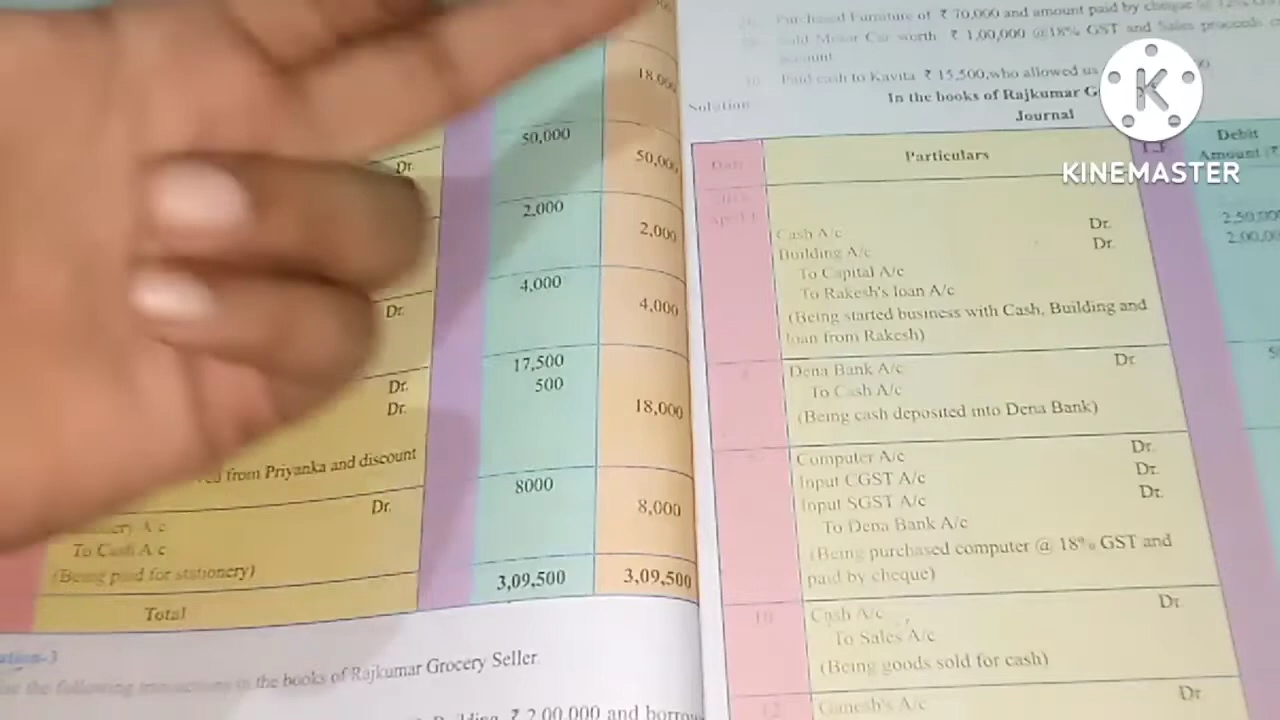 18,000
50,000
Dr.
50,000
2,000
2,000
4,000
Dr.
4,000
17,500
Dr.
500
Dr.
18,000
from Priyanka and discount
8000
Dr.
8,000
To Cash A/c
(Being paid for stationery)
3,09,500
3,09,500
Total
the following transactions in the books of Rajkumar Grocery Seller.
₹ 2,00,000 and
Purchased Furniture of ₹ 70,000 and amount paid by cheque @ 12%
Sold Motor Car worth ₹ 1,00,000 @18% GST and Sales proceeds
account
Paid cash to Kavita ₹ 15,500, who allowed us
Solution
In the books of Rajkumar G
Journal
Date
Particulars
L.F.
Debit
Amount (₹
Cash A/c Dr.
Building A/c Dr.
To Capital A/c
To Rakesh's loan A/c
(Being started business with Cash, Building and
loan from Rakesh)
Dena Bank A/c Dr
To Cash A/c
(Being cash deposited into Dena Bank)
Computer A/c Dr.
Input CGST A/c Dr.
Input SGST A/c Dr.
To Dena Bank A/c
(Being purchased computer @ 18% GST and
paid by cheque)
10 Cash A/c Dr
To Sales A/c
(Being goods sold for cash)
12 Ganesh's A/c Dr
K
KINEMASTER